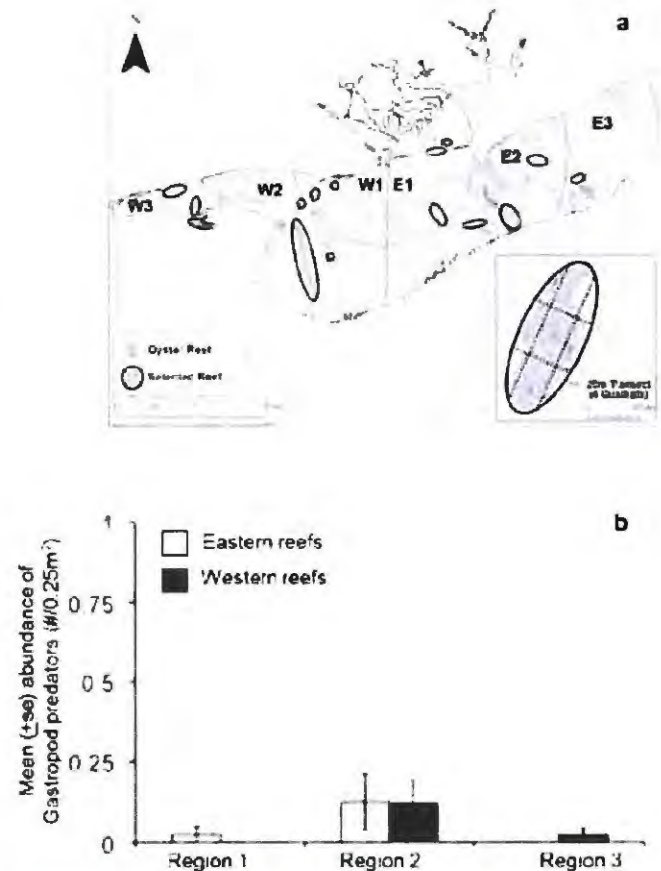 a
E3
E2
W2
W1 E1
W3
Oyster Reef
Selected Reef
b
Mean (+se) abundance of
Gastropod predators (#/0.25m²)
Eastern reefs
Western reefs
1
0.75
0.5
0.25
0
Region 1
Region 2
Region 3